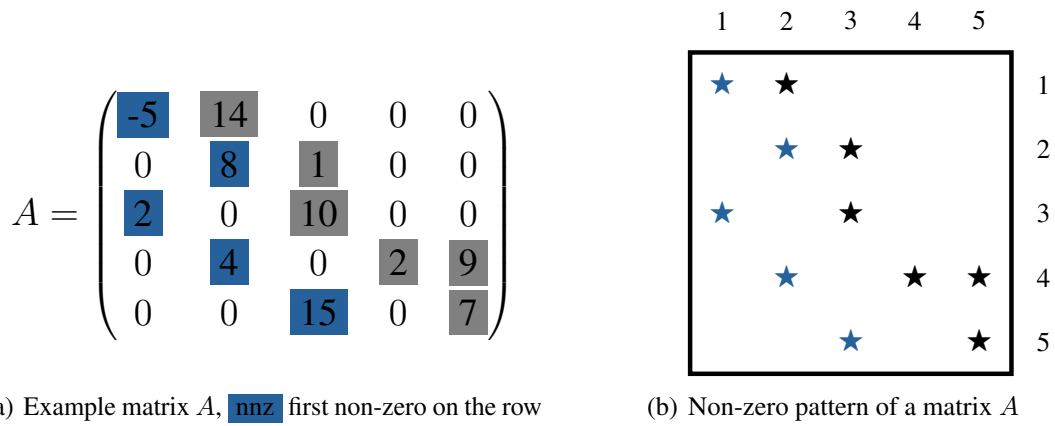 1 2 3 4 5
-5 14 0 0 0
0 8 1 0 0
A = 2 0 10 0 0
0 4 0 2 9
0 0 15 0 7
1
2
3
4
5
) Example matrix A, nnz first non-zero on the row
(b) Non-zero pattern of a matrix A